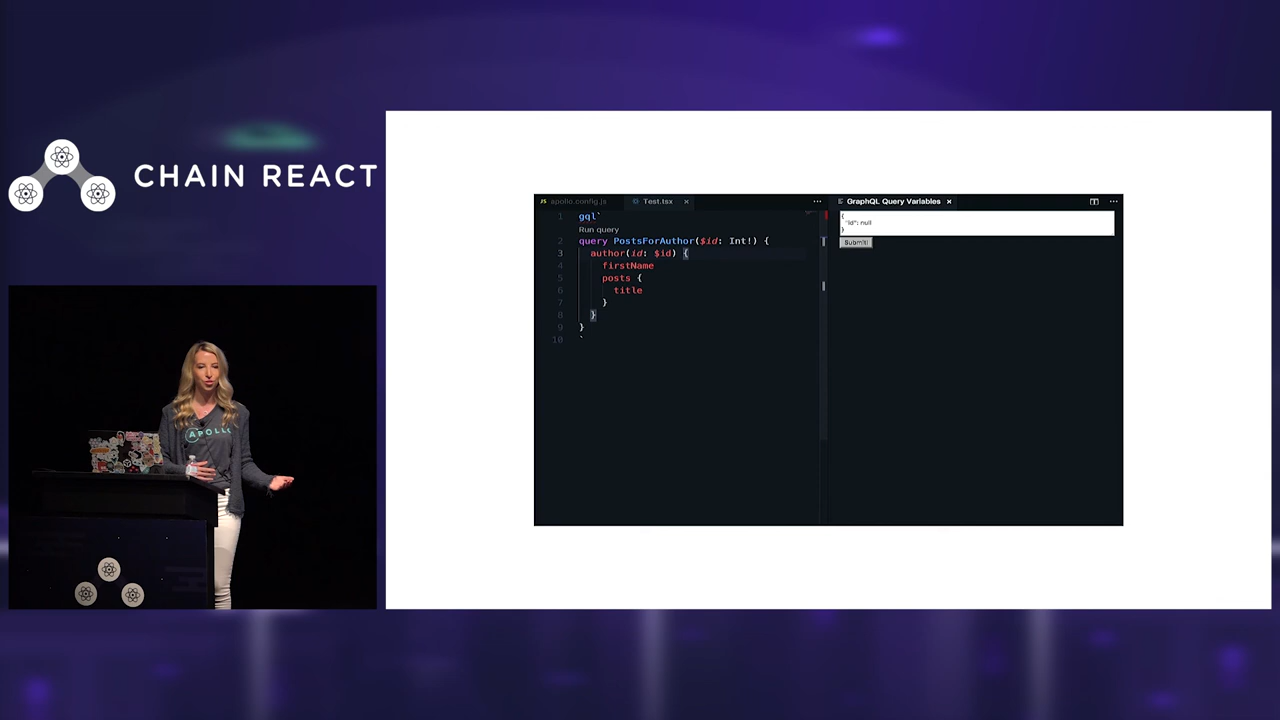 CHAIN REACT
JS apollo.config.js Test.tsx × ···
1 gql`
Run query
2 query PostsForAuthor($id: Int!) {
3 author(id: $id) {
4 firstName
5 posts {
6 title
7 }
8 }
9 }
10 `
GraphQL Query Variables × ···
{
"id": null
}
Submit!
APOLLO